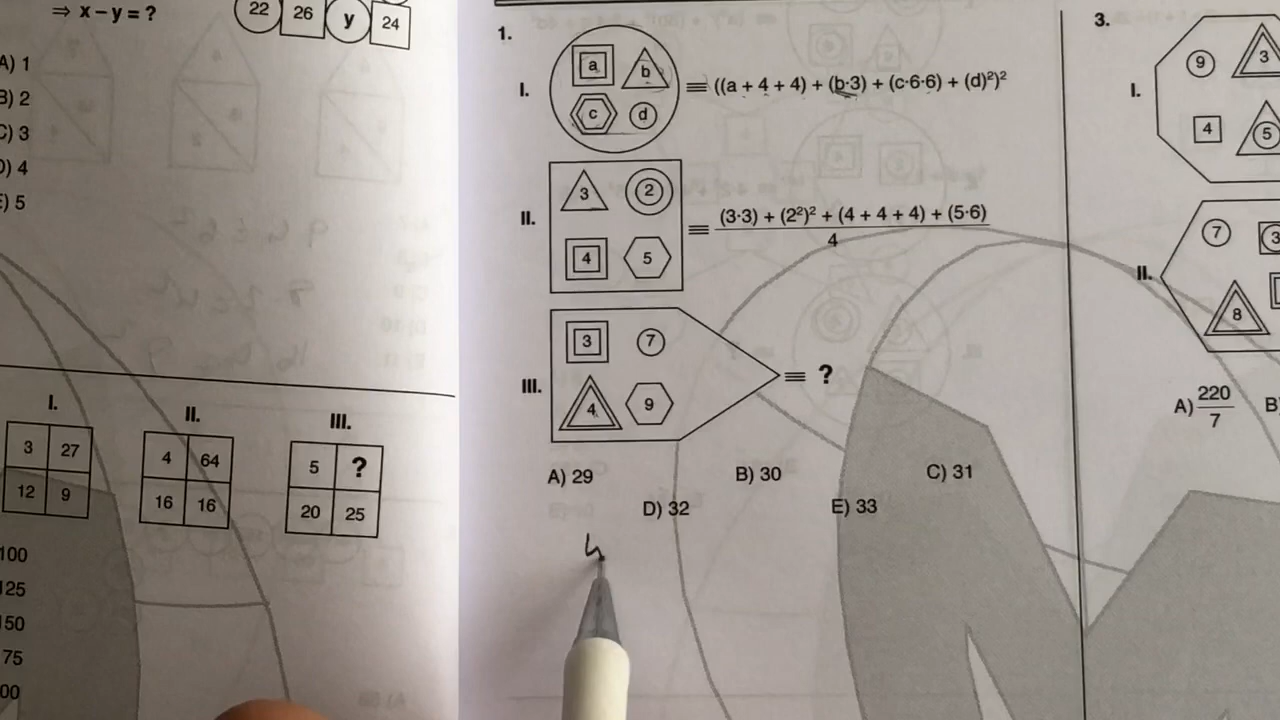 ⇒ x – y = ?
22 26 y 24
A) 1
B) 2
C) 3
D) 4
E) 5
I. II. III.
3 27
12 9
4 64
16 16
5 ?
20 25
100
125
150
75
00
1.
I.
a b
c d
≡ ((a + 4 + 4) + (b·3) + (c·6·6) + (d)²)²
II.
3 2
4 5
≡ (3·3) + (2²)² + (4 + 4 + 4) + (5·6)
4
III.
3 7
4 9
≡ ?
A) 29 B) 30 C) 31
D) 32 E) 33
3.
I.
9 3
4 5
II.
7 3
8
A) 220/7 B)